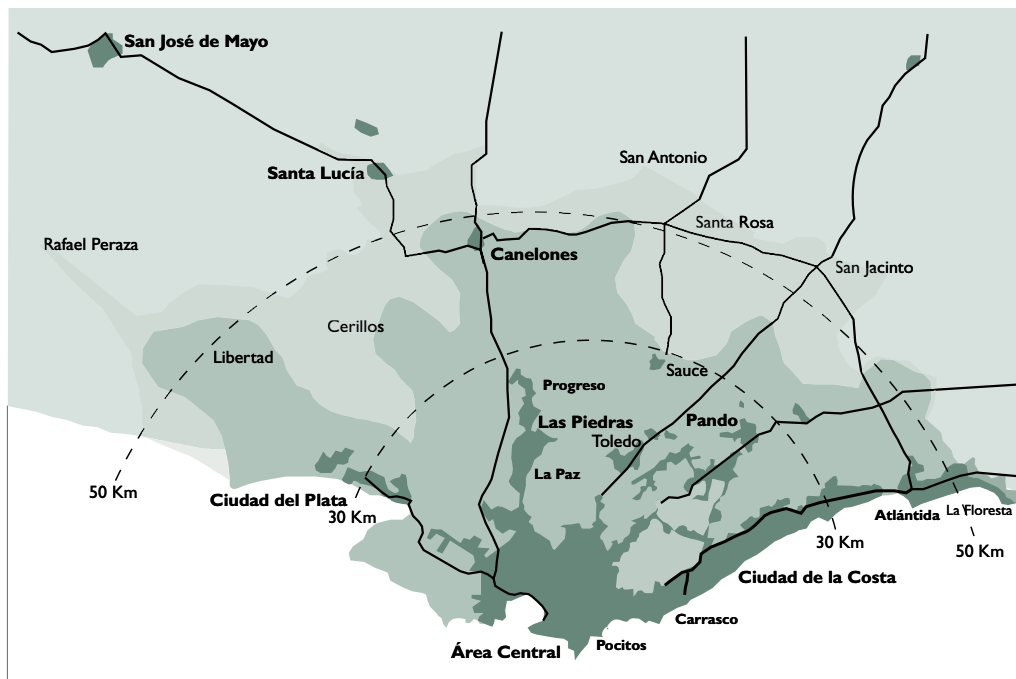 San José de Mayo
San Antonio
Santa Lucía
Santa Rosa
Rafael Peraza
Canelones
San Jacinto
Cerillos
Libertad
Sauce
Progreso
Las Piedras
Pando
Toledo
La Paz
50 Km
Ciudad del Plata
30 Km
Atlántida
La Floresta
30 Km
50 Km
Ciudad de la Costa
Carrasco
Pocitos
Área Central